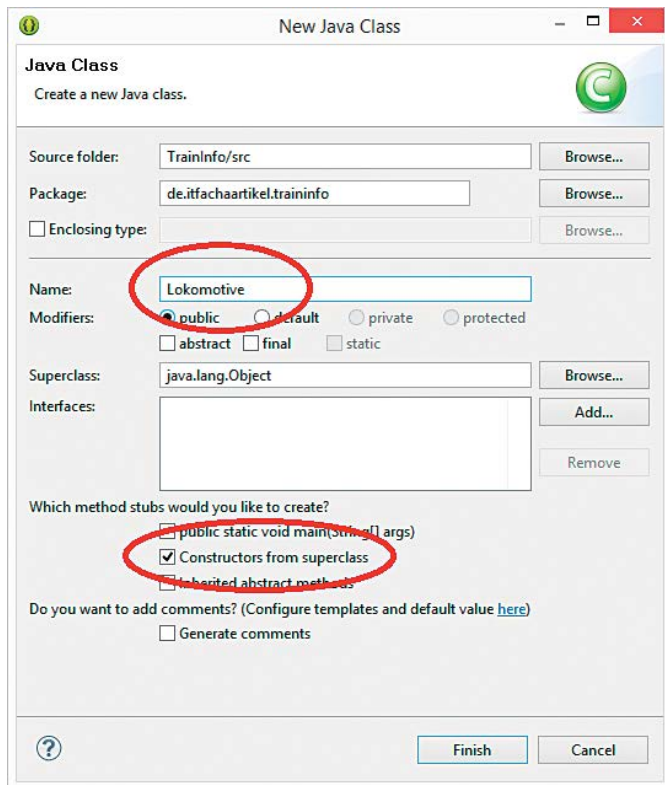 New Java Class
Java Class
Create a new Java class.
Source folder: TrainInfo/src Browse...
Package: de.itfachaartikel.traininfo Browse...
Enclosing type: Browse...
Name: Lokomotive
Modifiers: public default private protected
abstract final static
Superclass: java.lang.Object Browse...
Interfaces: Add...
Remove
Which method stubs would you like to create?
public static void main(String[] args)
Constructors from superclass
Inherited abstract methods
Do you want to add comments? (Configure templates and default value here)
Generate comments
Finish Cancel